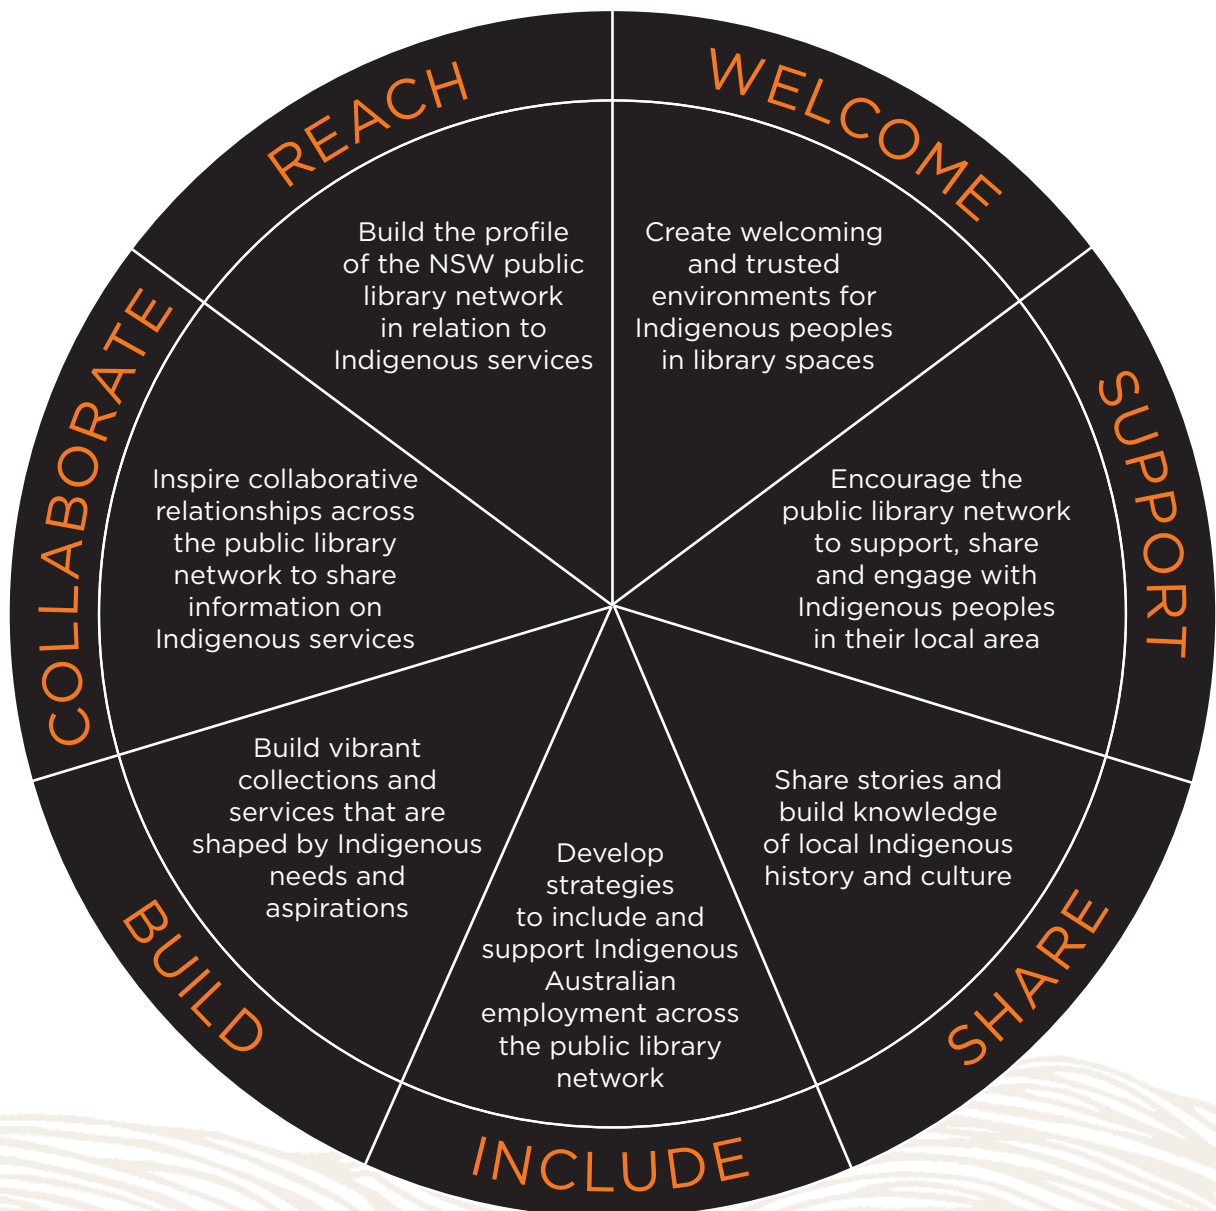 WELCOME
Create welcoming
and trusted
environments for
Indigenous peoples
in library spaces
SUPPORT
Encourage the
public library network
to support, share
and engage with
Indigenous peoples
in their local area
SHARE
Share stories and
build knowledge
of local Indigenous
history and culture
INCLUDE
Develop
strategies
to include and
support Indigenous
Australian
employment across
the public library
network
BUILD
Build vibrant
collections and
services that are
shaped by Indigenous
needs and
aspirations
COLLABORATE
Inspire collaborative
relationships across
the public library
network to share
information on
Indigenous services
REACH
Build the profile
of the NSW public
library network
in relation to
Indigenous services